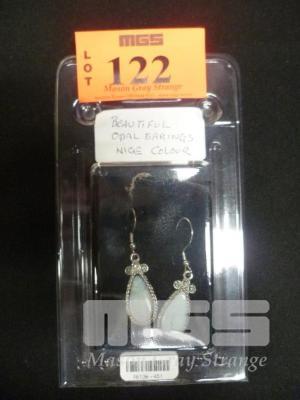 MGS
LOT
122
Mason Gray Strange
BEAUTIFUL
OPAL EARINGS
NICE COLOUR
MGS
Mason Gray Strange